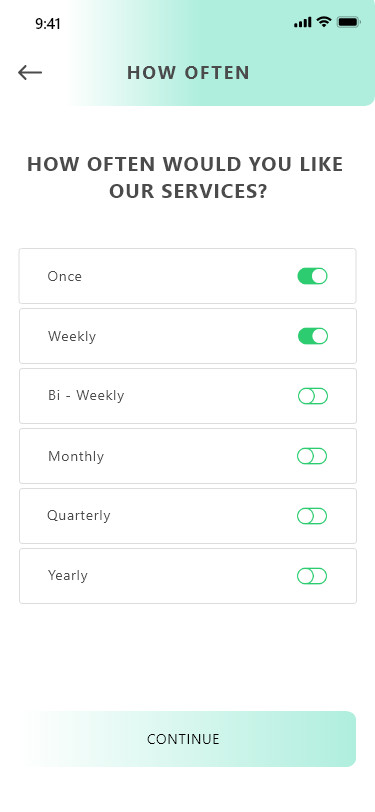 9:41
HOW OFTEN
HOW OFTEN WOULD YOU LIKE
OUR SERVICES?
Once
Weekly
Bi - Weekly
Monthly
Quarterly
Yearly
CONTINUE